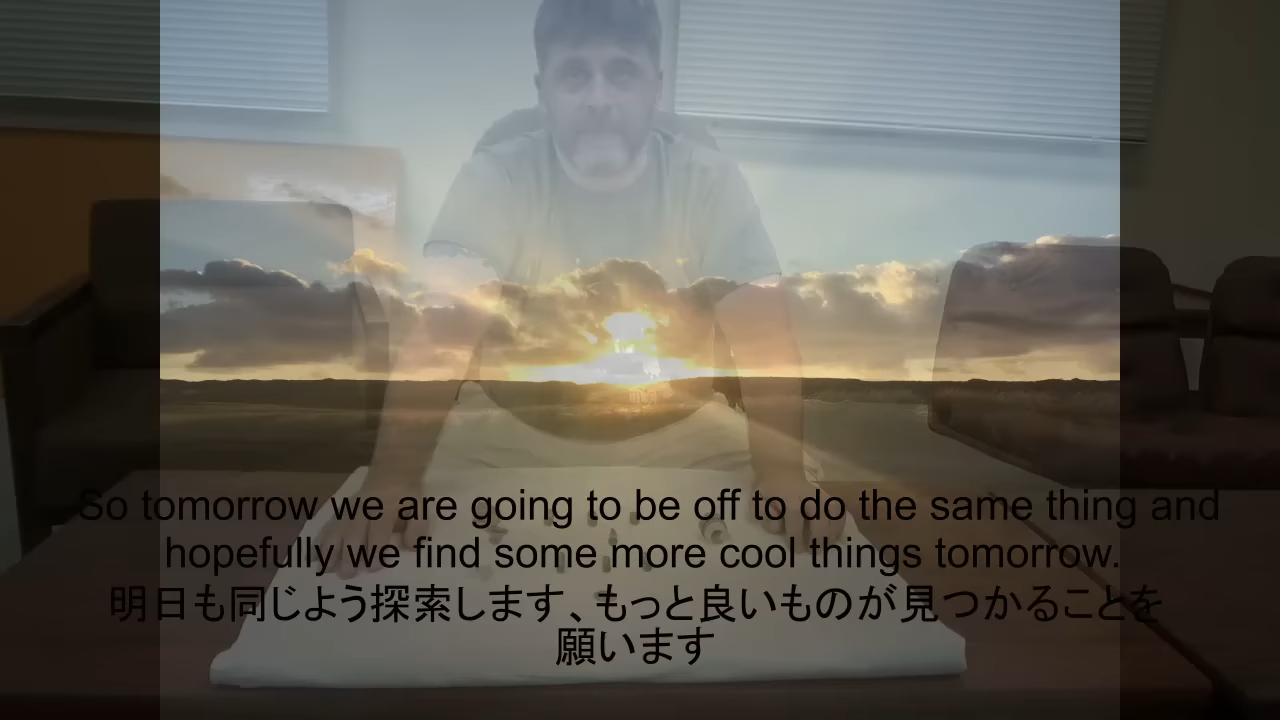 So tomorrow we are going to be off to do the same thing and
hopefully we find some more cool things tomorrow.
明日も同じよう探索します、もっと良いものが見つかることを
願います